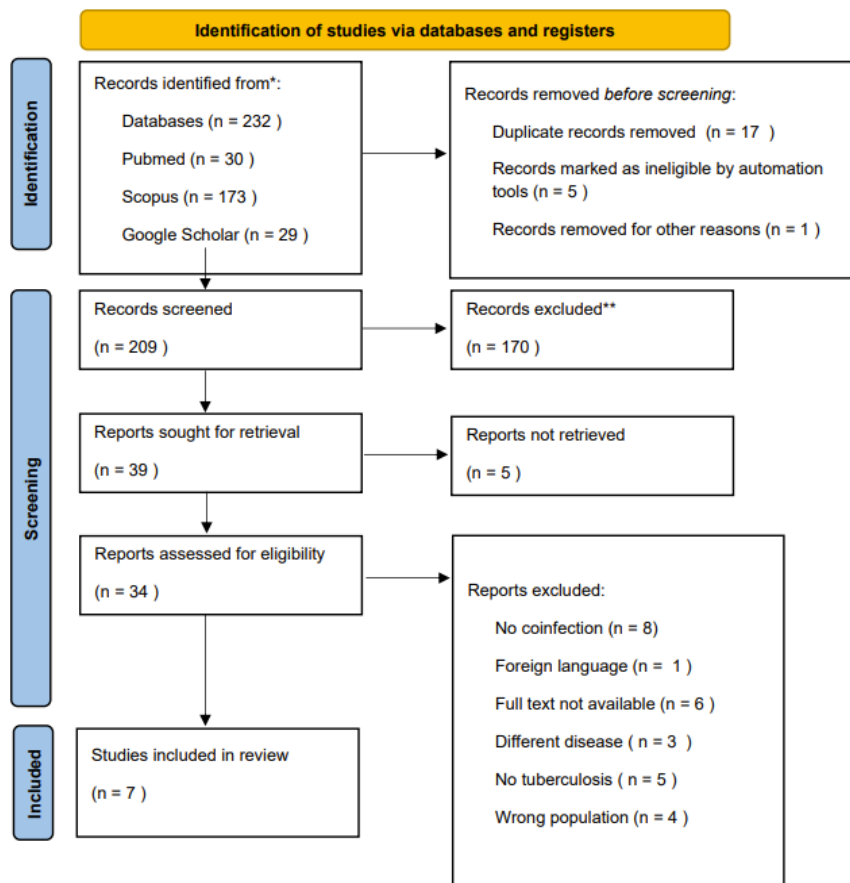 Identification of studies via databases and registers
Identification
Records identified from*:
Databases (n = 232 )
Pubmed (n = 30 )
Scopus (n = 173 )
Google Scholar (n = 29 )
Records removed before screening:
Duplicate records removed (n = 17 )
Records marked as ineligible by automation
tools (n = 5 )
Records removed for other reasons (n = 1 )
Screening
Records screened
(n = 209 )
Records excluded**
(n = 170 )
Reports sought for retrieval
(n = 39 )
Reports not retrieved
(n = 5 )
Reports assessed for eligibility
(n = 34 )
Reports excluded:
No coinfection (n = 8)
Foreign language (n = 1 )
Full text not available (n = 6 )
Different disease ( n = 3 )
No tuberculosis ( n = 5 )
Wrong population (n = 4 )
Included
Studies included in review
(n = 7 )